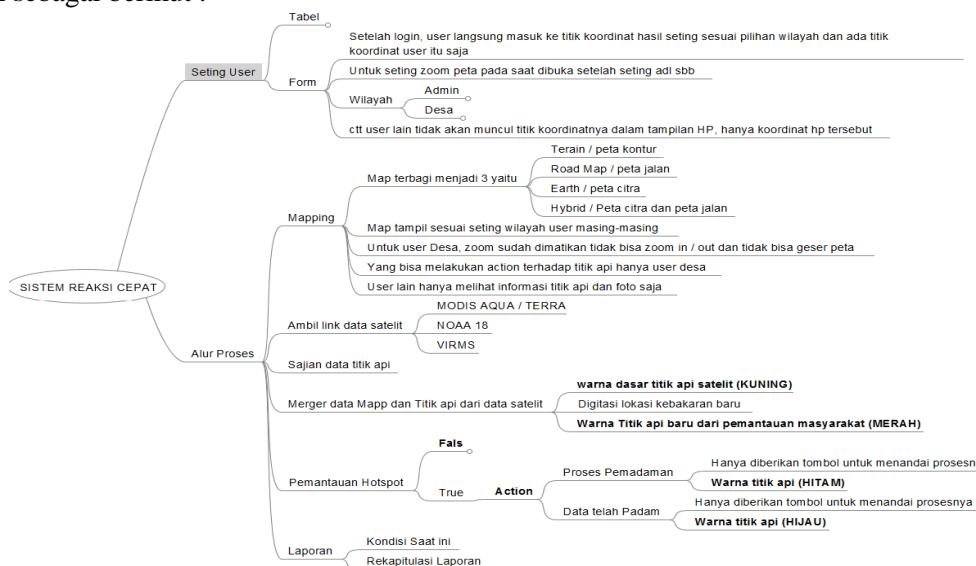 sebagai berikut :
Tabel
Setelah login, user langsung masuk ke titik koordinat hasil seting sesuai pilihan wilayah dan ada titik
koordinat user itu saja
Seting User
Form
Untuk seting zoom peta pada saat dibuka setelah seting adl sbb
Wilayah
Admin
Desa
ctt user lain tidak akan muncul titik koordinatnya dalam tampilan HP, hanya koordinat hp tersebut
SISTEM REAKSI CEPAT
Alur Proses
Mapping
Map terbagi menjadi 3 yaitu
Terain / peta kontur
Road Map / peta jalan
Earth / peta citra
Hybrid / Peta citra dan peta jalan
Map tampil sesuai seting wilayah user masing-masing
Untuk user Desa, zoom sudah dimatikan tidak bisa zoom in / out dan tidak bisa geser peta
Yang bisa melakukan action terhadap titik api hanya user desa
User lain hanya melihat informasi titik api dan foto saja
Ambil link data satelit
MODIS AQUA / TERRA
NOAA 18
VIRMS
Sajian data titik api
Merger data Mapp dan Titik api dari data satelit
warna dasar titik api satelit (KUNING)
Digitasi lokasi kebakaran baru
Warna Titik api baru dari pemantauan masyarakat (MERAH)
Pemantauan Hotspot
Fals
True
Action
Proses Pemadaman
Hanya diberikan tombol untuk menandai prosesn
Warna titik api (HITAM)
Data telah Padam
Hanya diberikan tombol untuk menandai prosesnya
Warna titik api (HIJAU)
Laporan
Kondisi Saat ini
Rekapitulasi Laporan